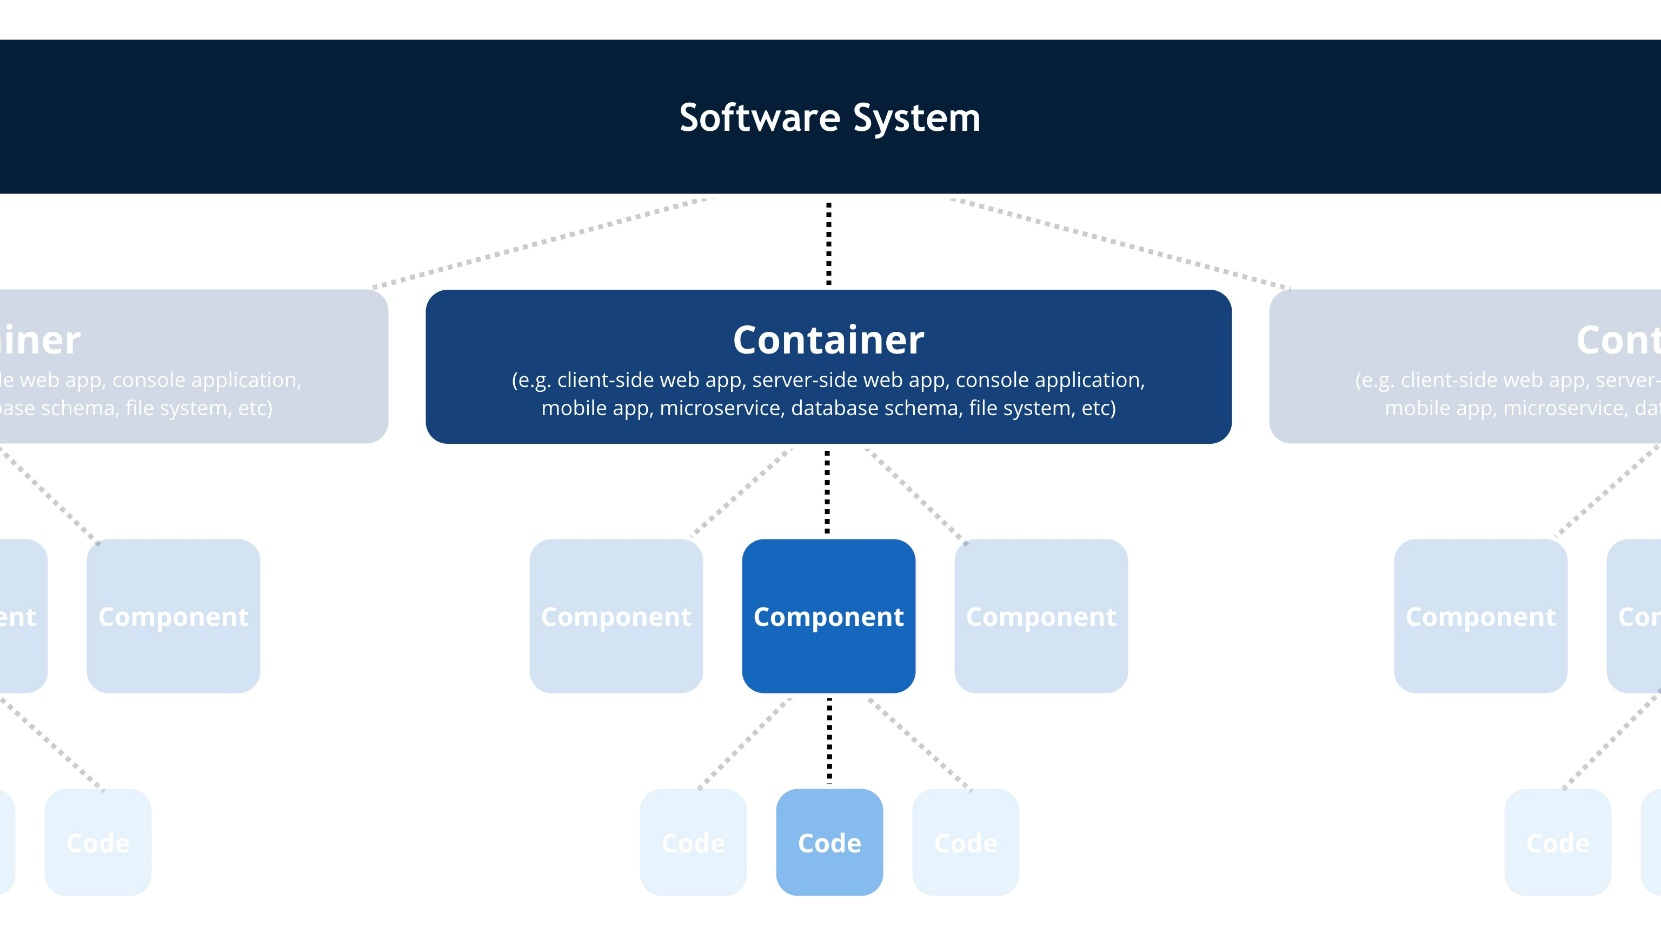 Software System
iner
Container
Cont
le web app, console application,
(e.g. client-side web app, server-side web app, console application,
(e.g. client-side web app, server-
base schema, file system, etc)
mobile app, microservice, database schema, file system, etc)
mobile app, microservice, dat
ent
Component
Component
Component
Component
Component
Con
Code
Code
Code
Code
Code